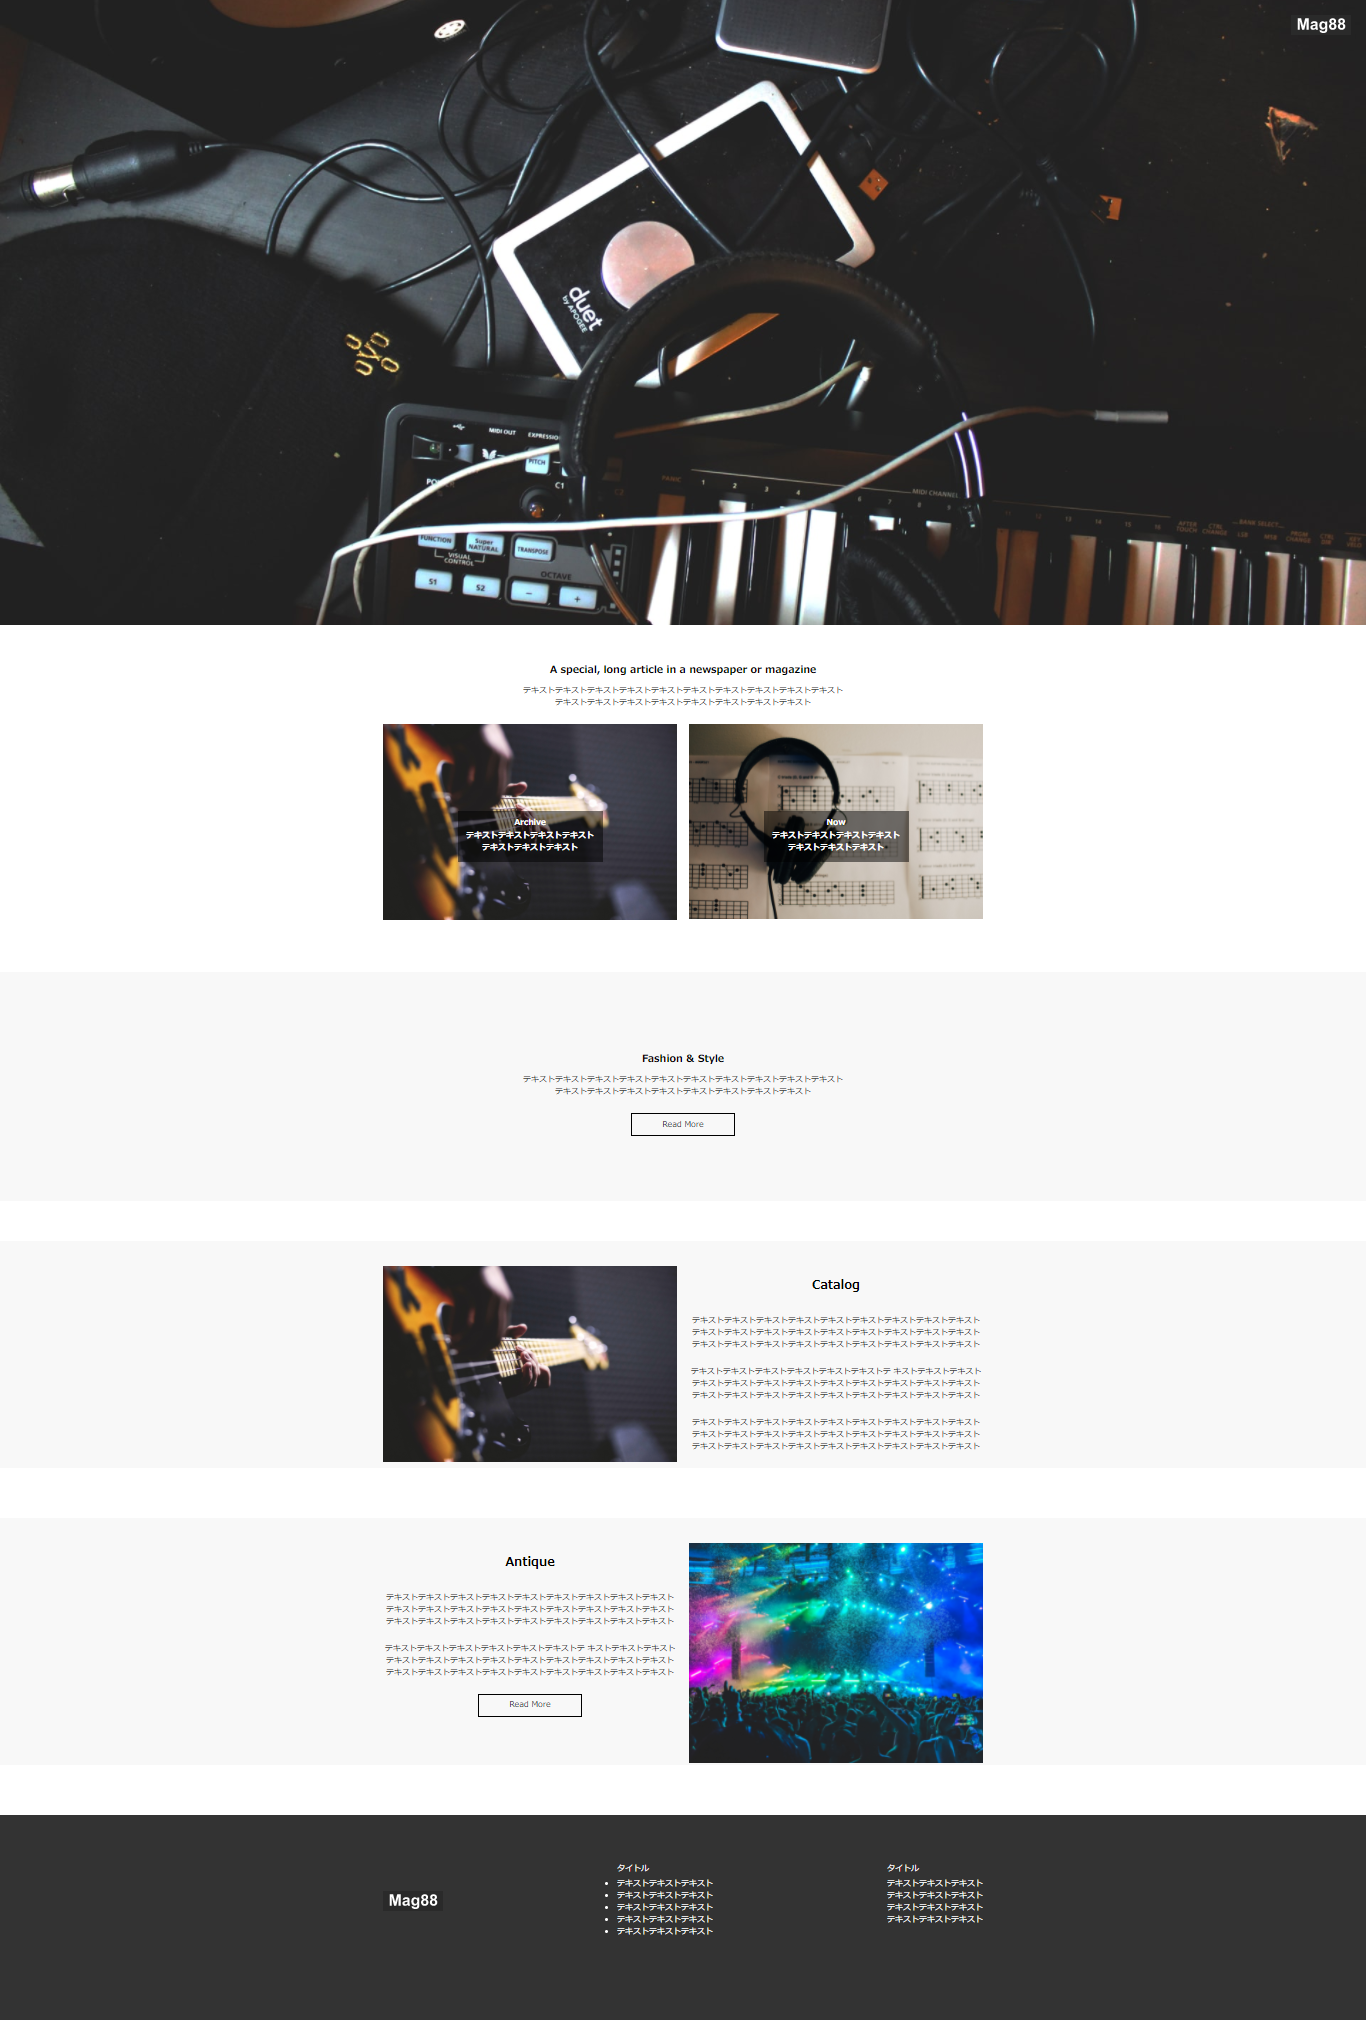 Mag88
duet
by APOGEE
OVO
MIDI OUT
EXPRESSION
PITCH
C1
C2
PANIC
1 2 3 4 6 7 8 9
MIDI CHANNEL
11 12 13 14 15 16
AFTER TOUCH
CTRL CHANGE
BANK SELECT
LSB
MSB
PRGM CHANGE
FUNCTION
Super NATURAL
TRANSPOSE
VISUAL CONTROL
OCTAVE
S1
S2
−
+
A special, long article in a newspaper or magazine
テキストテキストテキストテキストテキストテキストテキストテキストテキストテキスト
テキストテキストテキストテキストテキストテキストテキストテキスト
Archive
テキストテキストテキストテキスト
テキストテキストテキスト
Now
テキストテキストテキストテキスト
テキストテキストテキスト
Fashion & Style
テキストテキストテキストテキストテキストテキストテキストテキストテキストテキスト
テキストテキストテキストテキストテキストテキストテキストテキスト
Read More
Catalog
テキストテキストテキストテキストテキストテキストテキストテキストテキスト
テキストテキストテキストテキストテキストテキストテキストテキストテキスト
テキストテキストテキストテキストテキストテキストテキストテキストテキスト
テキストテキストテキストテキストテキストテキストテ キストテキストテキスト
テキストテキストテキストテキストテキストテキストテキストテキストテキスト
テキストテキストテキストテキストテキストテキストテキストテキストテキスト
テキストテキストテキストテキストテキストテキストテキストテキストテキスト
テキストテキストテキストテキストテキストテキストテキストテキストテキスト
テキストテキストテキストテキストテキストテキストテキストテキストテキスト
Antique
テキストテキストテキストテキストテキストテキストテキストテキストテキスト
テキストテキストテキストテキストテキストテキストテキストテキストテキスト
テキストテキストテキストテキストテキストテキストテキストテキストテキスト
テキストテキストテキストテキストテキストテキストテ キストテキストテキスト
テキストテキストテキストテキストテキストテキストテキストテキストテキスト
テキストテキストテキストテキストテキストテキストテキストテキストテキスト
Read More
Mag88
タイトル
テキストテキストテキスト
テキストテキストテキスト
テキストテキストテキスト
テキストテキストテキスト
テキストテキストテキスト
タイトル
テキストテキストテキスト
テキストテキストテキスト
テキストテキストテキスト
テキストテキストテキスト